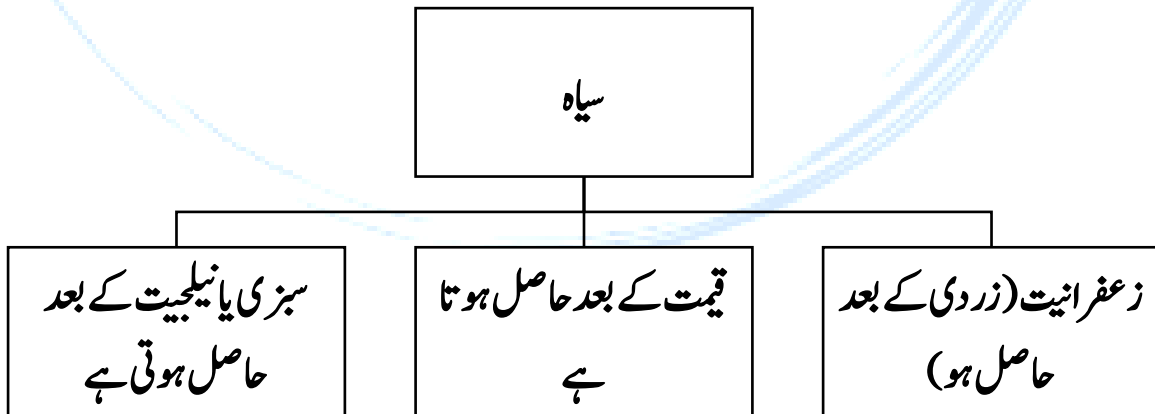 سیاہ
زعفرانیت (زردی کے بعد
حاصل ہو)
قیمت کے بعد حاصل ہوتا
ہے
سبزی یا نیلجیت کے بعد
حاصل ہوتی ہے